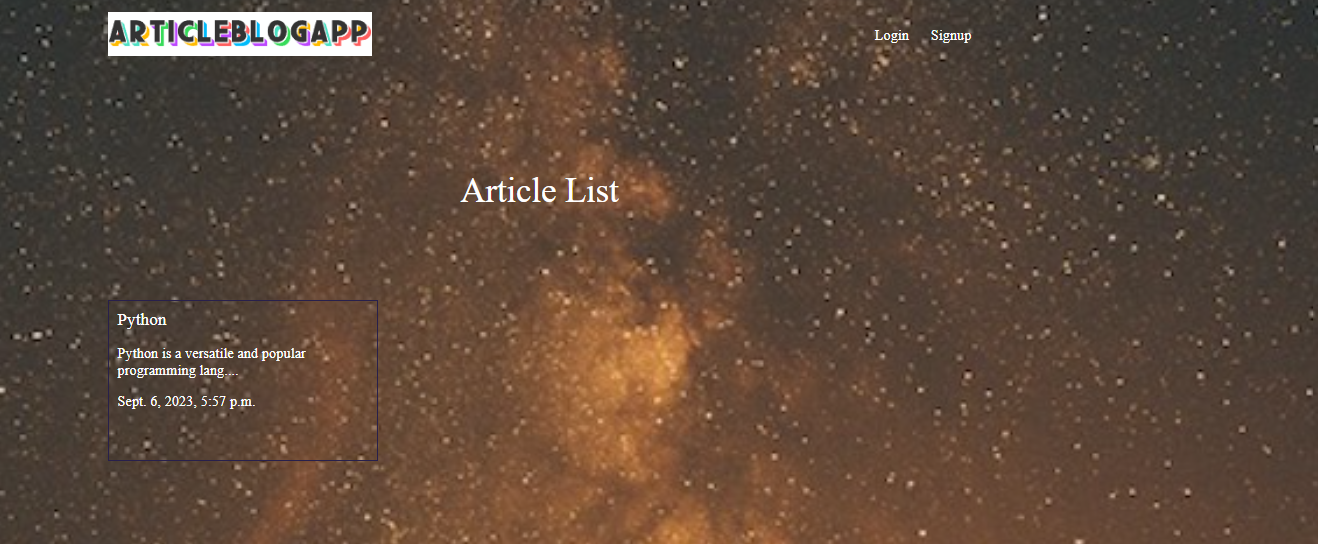 ARTICLEBLOGAPP
Login Signup
Article List
Python
Python is a versatile and popular
programming lang....
Sept. 6, 2023, 5:57 p.m.